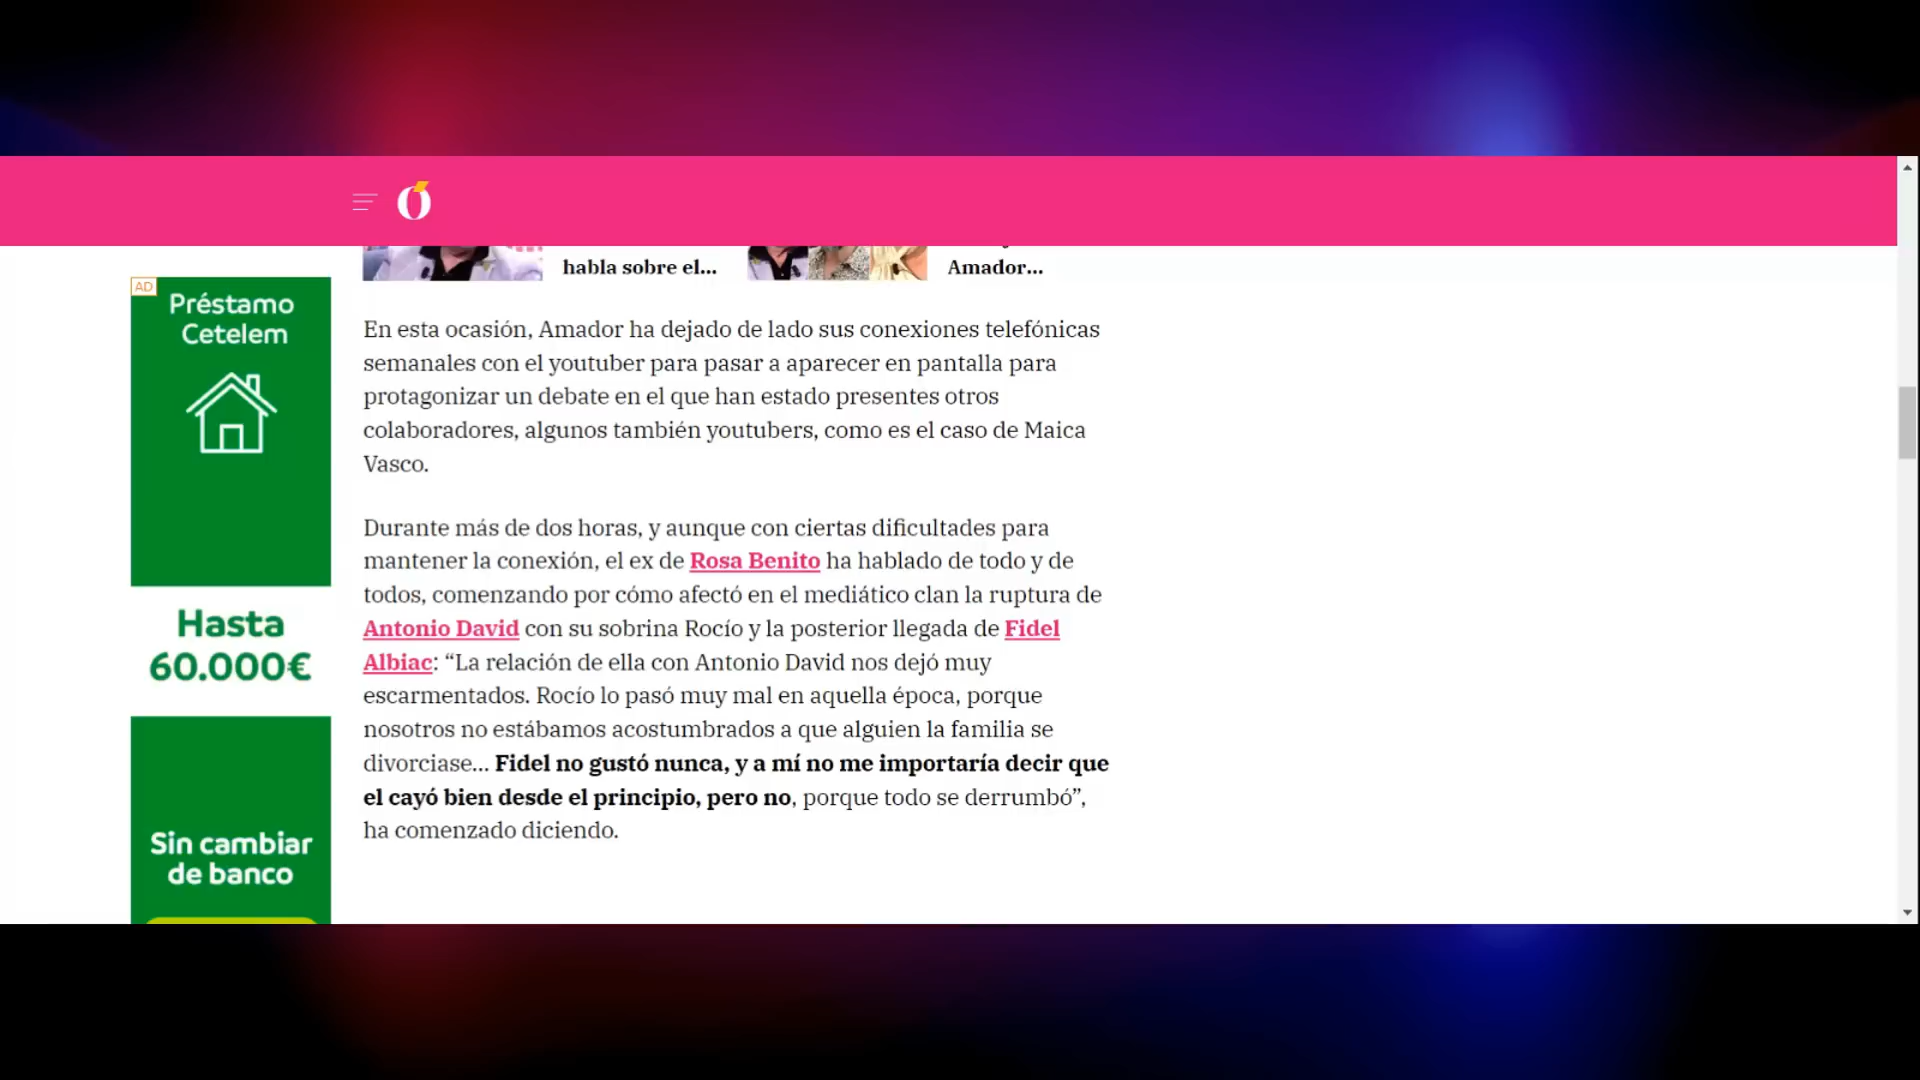 Ó
habla sobre el...
Amador...
AD
Préstamo
Cetelem
Hasta
60.000€
Sin cambiar
de banco
En esta ocasión, Amador ha dejado de lado sus conexiones telefónicas
semanales con el youtuber para pasar a aparecer en pantalla para
protagonizar un debate en el que han estado presentes otros
colaboradores, algunos también youtubers, como es el caso de Maica
Vasco.
Durante más de dos horas, y aunque con ciertas dificultades para
mantener la conexión, el ex de Rosa Benito ha hablado de todo y de
todos, comenzando por cómo afectó en el mediático clan la ruptura de
Antonio David con su sobrina Rocío y la posterior llegada de Fidel
Albiac: “La relación de ella con Antonio David nos dejó muy
escarmentados. Rocío lo pasó muy mal en aquella época, porque
nosotros no estábamos acostumbrados a que alguien la familia se
divorciase... Fidel no gustó nunca, y a mí no me importaría decir que
el cayó bien desde el principio, pero no, porque todo se derrumbó”,
ha comenzado diciendo.